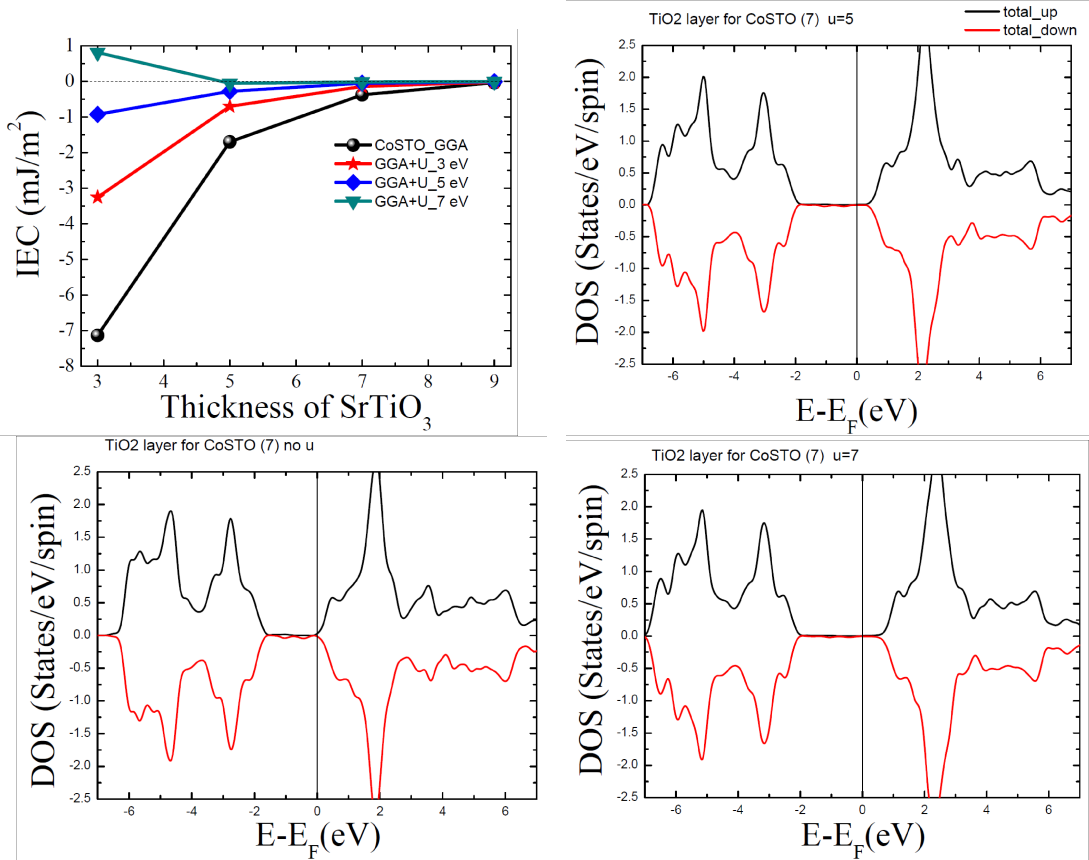 1
0
-1
-2
-3
-4
-5
-6
-7
-8
IEC (mJ/m²)
CoSTO_GGA
GGA+U_3 eV
GGA+U_5 eV
GGA+U_7 eV
3 4 5 6 7 8 9
Thickness of SrTiO₃
TiO2 layer for CoSTO (7) u=5
total_up
total_down
2.5
2.0
1.5
1.0
0.5
0.0
-0.5
-1.0
-1.5
-2.0
-2.5
DOS (States/eV/spin)
-6 -4 -2 0 2 4 6
E-E_F(eV)
TiO2 layer for CoSTO (7) no u
2.5
2.0
1.5
1.0
0.5
0.0
-0.5
-1.0
-1.5
-2.0
-2.5
DOS (States/eV/spin)
-6 -4 -2 0 2 4 6
E-E_F(eV)
TiO2 layer for CoSTO (7) u=7
2.5
2.0
1.5
1.0
0.5
0.0
-0.5
-1.0
-1.5
-2.0
-2.5
DOS (States/eV/spin)
-6 -4 -2 0 2 4 6
E-E_F(eV)